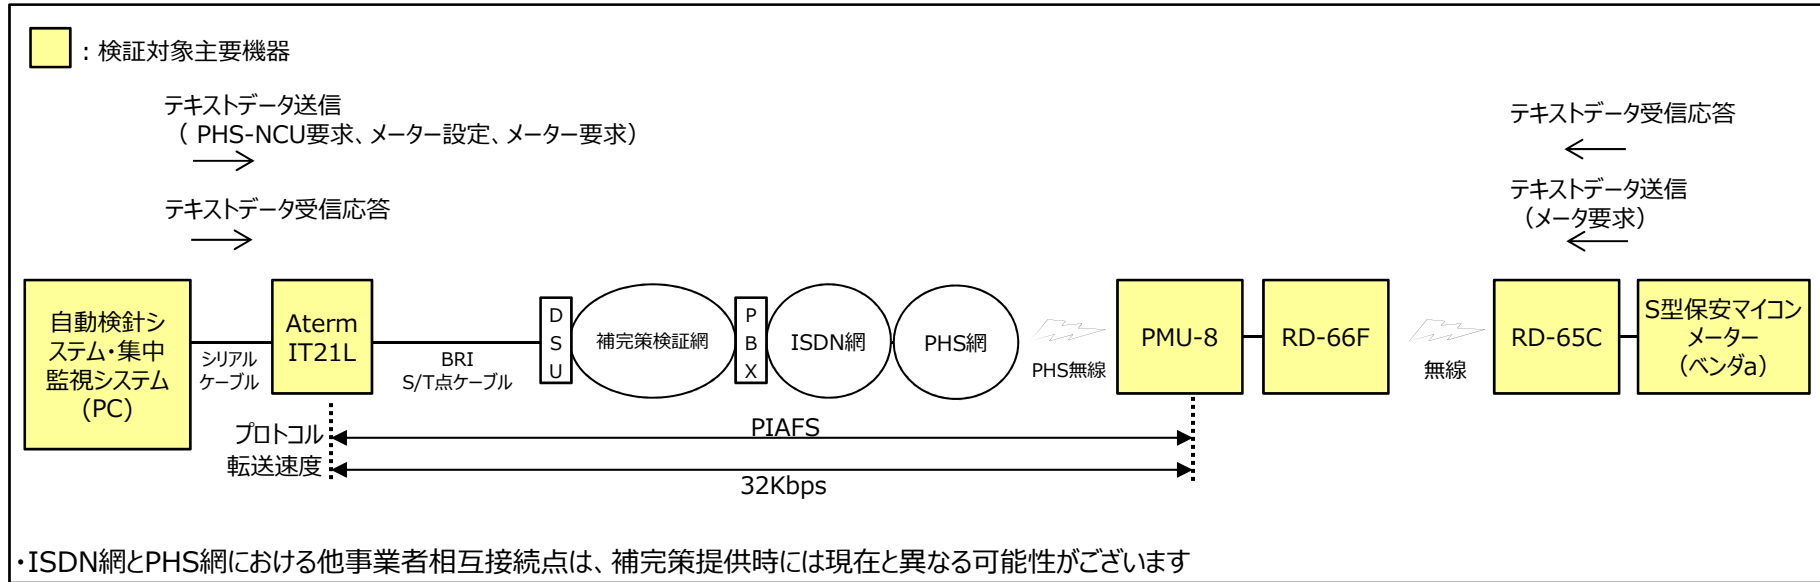 ：検証対象主要機器
テキストデータ送信
（ PHS-NCU要求、メーター設定、メーター要求）
テキストデータ受信応答
テキストデータ受信応答
テキストデータ送信
（メータ要求）
自動検針シ
ステム・集中
監視システム
(PC)
シリアル
ケーブル
Aterm
IT21L
BRI
S/T点ケーブル
D
S
U
補完策検証網
P
B
X
ISDN網
PHS網
PHS無線
PMU-8
RD-66F
無線
RD-65C
S型保安マイコン
メーター
（ベンダa）
プロトコル
PIAFS
転送速度
32Kbps
・ISDN網とPHS網における他事業者相互接続点は、補完策提供時には現在と異なる可能性がございます